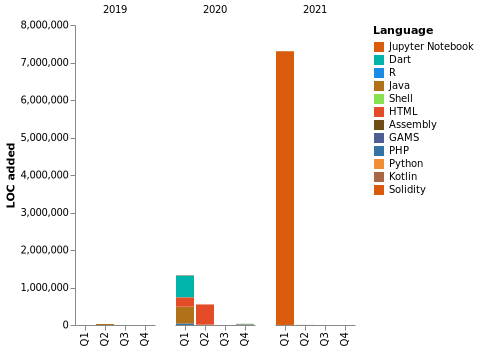 2019 2020 2021
LOC added
8,000,000
7,000,000
6,000,000
5,000,000
4,000,000
3,000,000
2,000,000
1,000,000
0
Q1 Q2 Q3 Q4 Q1 Q2 Q3 Q4 Q1 Q2 Q3 Q4
Language
Jupyter Notebook
Dart
R
Java
Shell
HTML
Assembly
GAMS
PHP
Python
Kotlin
Solidity